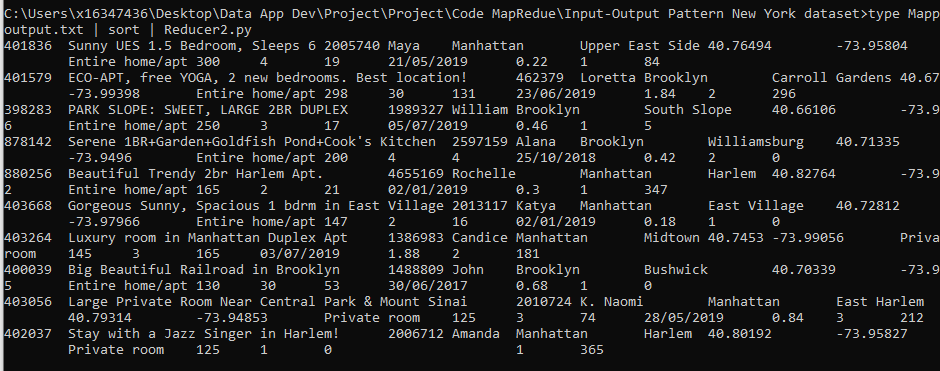 C:\Users\x16347436\Desktop\Data App Dev\Project\Project\Code MapRedue\Input-Output Pattern New York dataset>type Mapp
output.txt | sort | Reducer2.py
401836 Sunny UES 1.5 Bedroom, Sleeps 6 2005740 Maya Manhattan Upper East Side 40.76494 -73.95804
Entire home/apt 300 4 19 21/05/2019 0.22 1 84
401579 ECO-APT, free YOGA, 2 new bedrooms. Best location! 462379 Loretta Brooklyn Carroll Gardens 40.67
-73.99398 Entire home/apt 298 30 131 23/06/2019 1.84 2 296
398283 PARK SLOPE: SWEET, LARGE 2BR DUPLEX 1989327 William Brooklyn South Slope 40.66106 -73.9
6 Entire home/apt 250 3 17 05/07/2019 0.46 1 5
878142 Serene 1BR+Garden+Goldfish Pond+Cook's Kitchen 2597159 Alana Brooklyn Williamsburg 40.71335
-73.9496 Entire home/apt 200 4 4 25/10/2018 0.42 2 0
880256 Beautiful Trendy 2br Harlem Apt. 4655169 Rochelle Manhattan Harlem 40.82764 -73.9
2 Entire home/apt 165 2 21 02/01/2019 0.3 1 347
403668 Gorgeous Sunny, Spacious 1 bdrm in East Village 2013117 Katya Manhattan East Village 40.72812
-73.97966 Entire home/apt 147 2 16 02/01/2019 0.18 1 0
403264 Luxury room in Manhattan Duplex Apt 1386983 Candice Manhattan Midtown 40.7453 -73.99056 Priva
room 145 3 165 03/07/2019 1.88 2 181
400039 Big Beautiful Railroad in Brooklyn 1488809 John Brooklyn Bushwick 40.70339 -73.9
5 Entire home/apt 130 30 53 30/06/2017 0.68 1 0
403056 Large Private Room Near Central Park & Mount Sinai 2010724 K. Naomi Manhattan East Harlem
40.79314 -73.94853 Private room 125 3 74 28/05/2019 0.84 3 212
402037 Stay with a Jazz Singer in Harlem! 2006712 Amanda Manhattan Harlem 40.80192 -73.95827
Private room 125 1 0 1 365